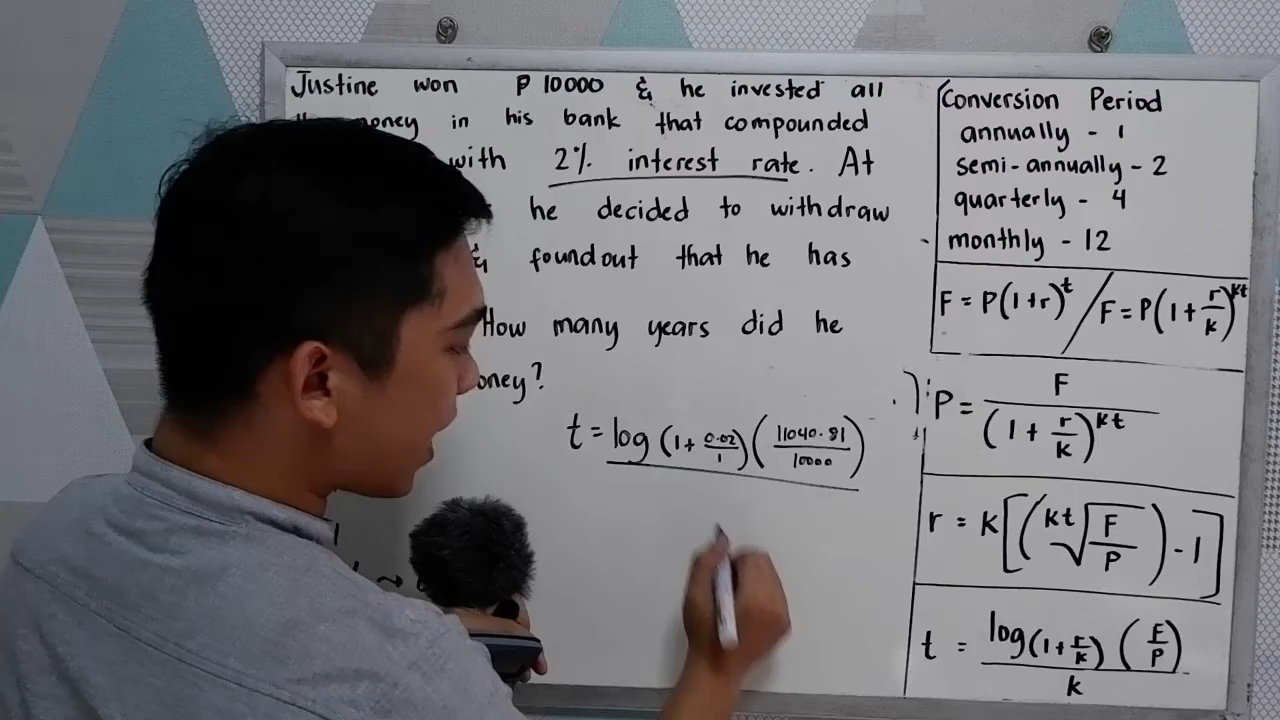 Justine won ₱ 10000 & he invested all
money in his bank that compounded
with 2% interest rate. At
he decided to withdraw
& foundout that he has
How many years did he
?
t = log (1 + 0.02/1) (11040.81/10000)
Conversion Period
annually - 1
semi-annually - 2
quarterly - 4
monthly - 12
F = P(1+r)^t / F = P(1 + r/k)^kt
P = F/(1 + r/k)^kt
r = k[(kt√F/P) - 1]
t = log(1+r/k) (F/P)/k